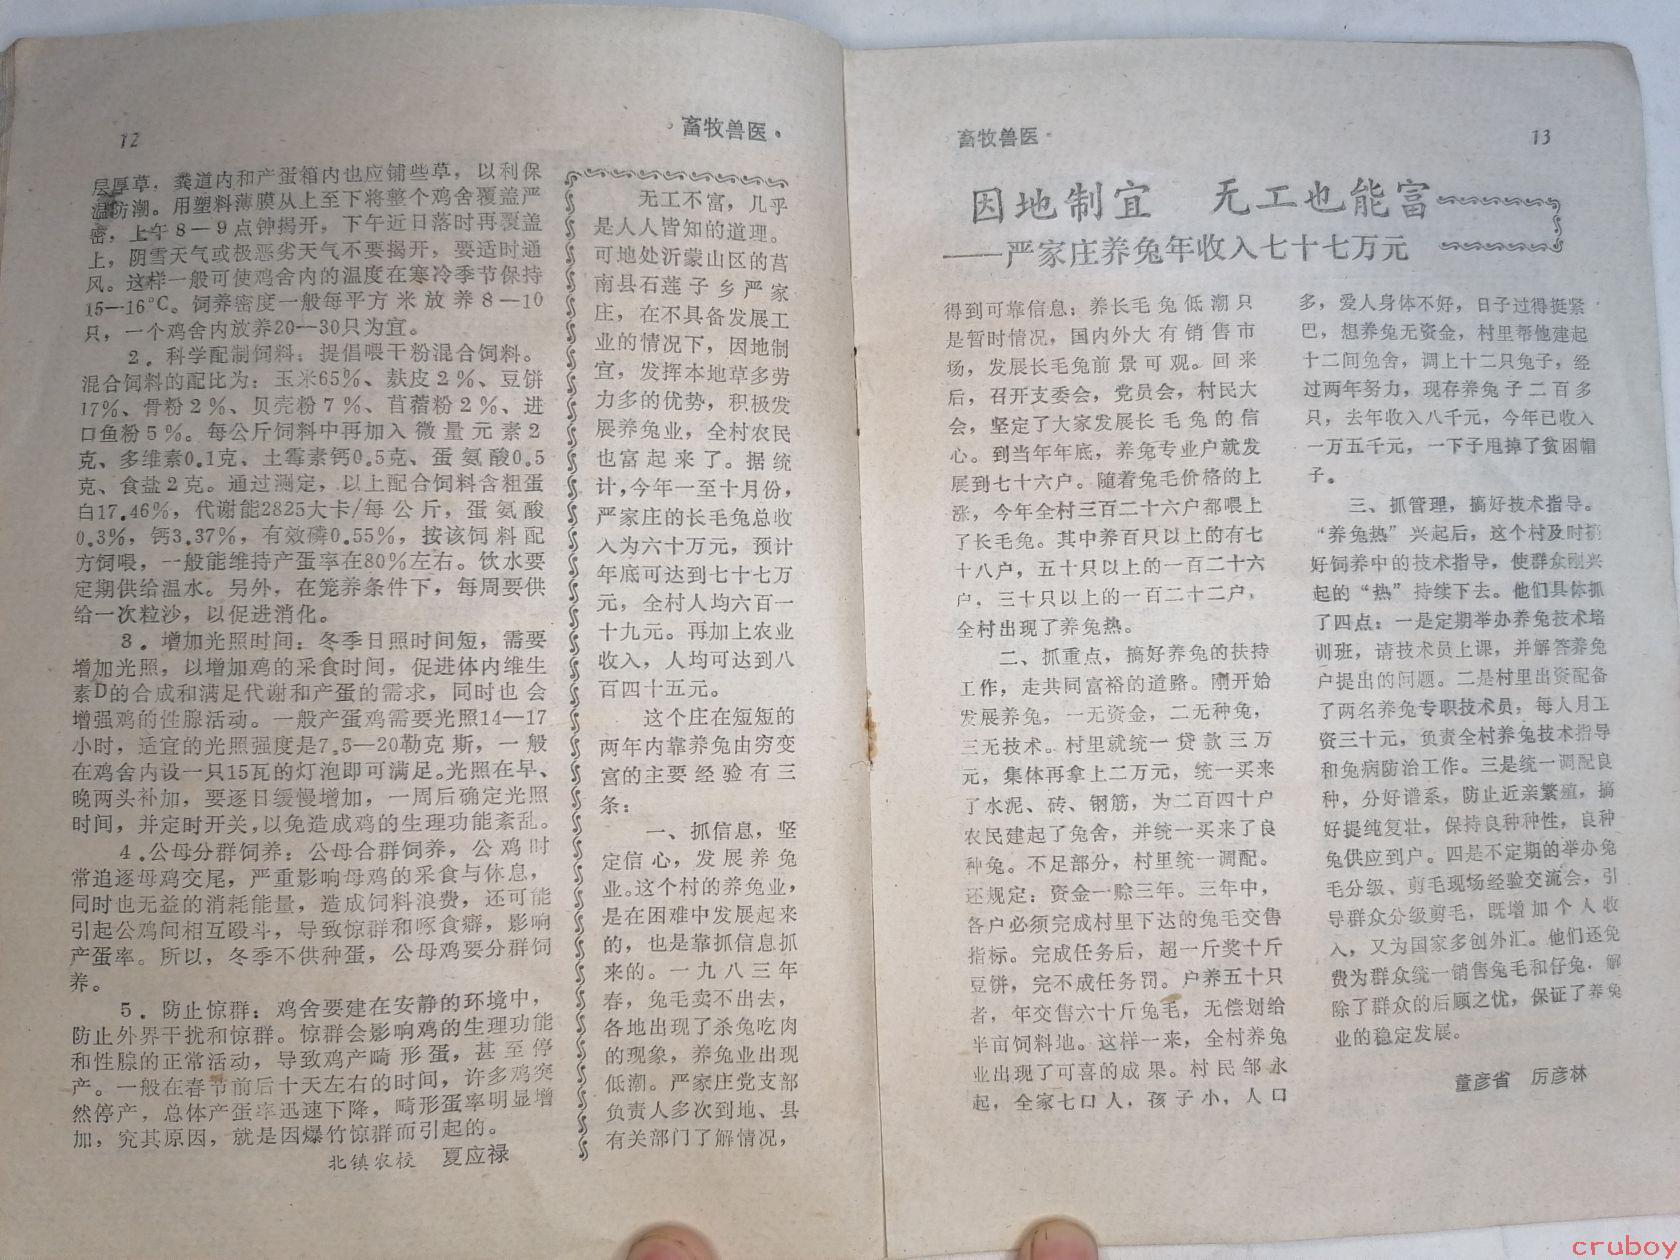 12
畜牧兽医
层厚草，粪道内和产蛋箱内也应铺些草，以利保
温防潮。用塑料薄膜从上至下将整个鸡舍覆盖严
密，上午8—9点钟揭开，下午近日落时再覆盖
上，阴雪天气或极恶劣天气不要揭开，要适时通
风。这样一般可使鸡舍内的温度在寒冷季节保持
15—16℃。饲养密度一般每平方米放养8—10
只，一个鸡舍内放养20—30只为宜。
2．科学配制饲料：提倡喂干粉混合饲料。
混合饲料的配比为：玉米65%、麸皮2%、豆饼
17%、骨粉2%、贝壳粉7%、苜蓿粉2%、进
口鱼粉5%。每公斤饲料中再加入微量元素2
克、多维素0.1克、土霉素钙0.5克、蛋氨酸0.5
克、食盐2克。通过测定，以上配合饲料含粗蛋
白17.46%，代谢能2825大卡/每公斤，蛋氨酸
0.3%，钙3.37%，有效磷0.55%，按该饲料配
方饲喂，一般能维持产蛋率在80%左右。饮水要
定期供给温水。另外，在笼养条件下，每周要供
给一次粒沙，以促进消化。
3．增加光照时间：冬季日照时间短，需要
增加光照，以增加鸡的采食时间，促进体内维生
素D的合成和满足代谢和产蛋的需求，同时也会
增强鸡的性腺活动。一般产蛋鸡需要光照14—17
小时，适宜的光照强度是7.5—20勒克斯，一般
在鸡舍内设一只15瓦的灯泡即可满足。光照在早、
晚两头补加，要逐日缓慢增加，一周后确定光照
时间，并定时开关，以免造成鸡的生理功能紊乱。
4．公母分群饲养：公母合群饲养，公鸡时
常追逐母鸡交尾，严重影响母鸡的采食与休息，
同时也无益的消耗能量，造成饲料浪费，还可能
引起公鸡间相互殴斗，导致惊群和啄食癖，影响
产蛋率。所以，冬季不供种蛋，公母鸡要分群饲
养。
5．防止惊群：鸡舍要建在安静的环境中，
防止外界干扰和惊群。惊群会影响鸡的生理功能
和性腺的正常活动，导致鸡产畸形蛋，甚至停
产。一般在春节前后十天左右的时间，许多鸡突
然停产，总体产蛋率迅速下降，畸形蛋率明显增
加，究其原因，就是因爆竹惊群而引起的。
北镇农校 夏应禄
无工不富，几乎
是人人皆知的道理。
可地处沂蒙山区的莒
南县石莲子乡严家
庄，在不具备发展工
业的情况下，因地制
宜，发挥本地草多劳
力多的优势，积极发
展养兔业，全村农民
也富起来了。据统
计，今年一至十月份，
严家庄的长毛兔总收
入为六十万元，预计
年底可达到七十七万
元，全村人均六百一
十九元。再加上农业
收入，人均可达到八
百四十五元。
这个庄在短短的
两年内靠养兔由穷变
富的主要经验有三
条：
一、抓信息，坚
定信心，发展养兔
业。这个村的养兔业，
是在困难中发展起来
的，也是靠抓信息抓
来的。一九八三年
春，兔毛卖不出去，
各地出现了杀兔吃肉
的现象，养兔业出现
低潮。严家庄党支部
负责人多次到地、县
有关部门了解情况，
畜牧兽医
13
因地制宜 无工也能富
——严家庄养兔年收入七十七万元
得到可靠信息：养长毛兔低潮只
是暂时情况，国内外大有销售市
场，发展长毛兔前景可观。回来
后，召开支委会，党员会，村民大
会，坚定了大家发展长毛兔的信
心。到当年年底，养兔专业户就发
展到七十六户。随着兔毛价格的上
涨，今年全村三百二十六户都喂上
了长毛兔。其中养百只以上的有七
十八户，五十只以上的一百二十六
户，三十只以上的一百二十二户，
全村出现了养兔热。
二、抓重点，搞好养兔的扶持
工作，走共同富裕的道路。刚开始
发展养兔，一无资金，二无种兔，
三无技术。村里就统一贷款三万
元，集体再拿上二万元，统一买来
了水泥、砖、钢筋，为二百四十户
农民建起了兔舍，并统一买来了良
种兔。不足部分，村里统一调配。
还规定：资金一赊三年。三年中，
各户必须完成村里下达的兔毛交售
指标。完成任务后，超一斤奖十斤
豆饼，完不成任务罚。户养五十只
者，年交售六十斤兔毛，无偿划给
半亩饲料地。这样一来，全村养兔
业出现了可喜的成果。村民邹永
起，全家七口人，孩子小，人口
多，爱人身体不好，日子过得挺紧
巴，想养兔无资金，村里帮他建起
十二间兔舍，调上十二只兔子，经
过两年努力，现存养兔子二百多
只，去年收入八千元，今年已收入
一万五千元，一下子甩掉了贫困帽
子。
三、抓管理，搞好技术指导。
“养兔热”兴起后，这个村及时搞
好饲养中的技术指导，使群众刚兴
起的“热”持续下去。他们具体抓
了四点：一是定期举办养兔技术培
训班，请技术员上课，并解答养兔
户提出的问题。二是村里出资配备
了两名养兔专职技术员，每人月工
资三十元，负责全村养兔技术指导
和兔病防治工作。三是统一调配良
种，分好谱系，防止近亲繁殖，搞
好提纯复壮，保持良种种性，良种
兔供应到户。四是不定期的举办兔
毛分级、剪毛现场经验交流会，引
导群众分级剪毛，既增加个人收
入，又为国家多创外汇。他们还免
费为群众统一销售兔毛和仔兔，解
除了群众的后顾之忧，保证了养兔
业的稳定发展。
董彦省 厉彦林
cruboy